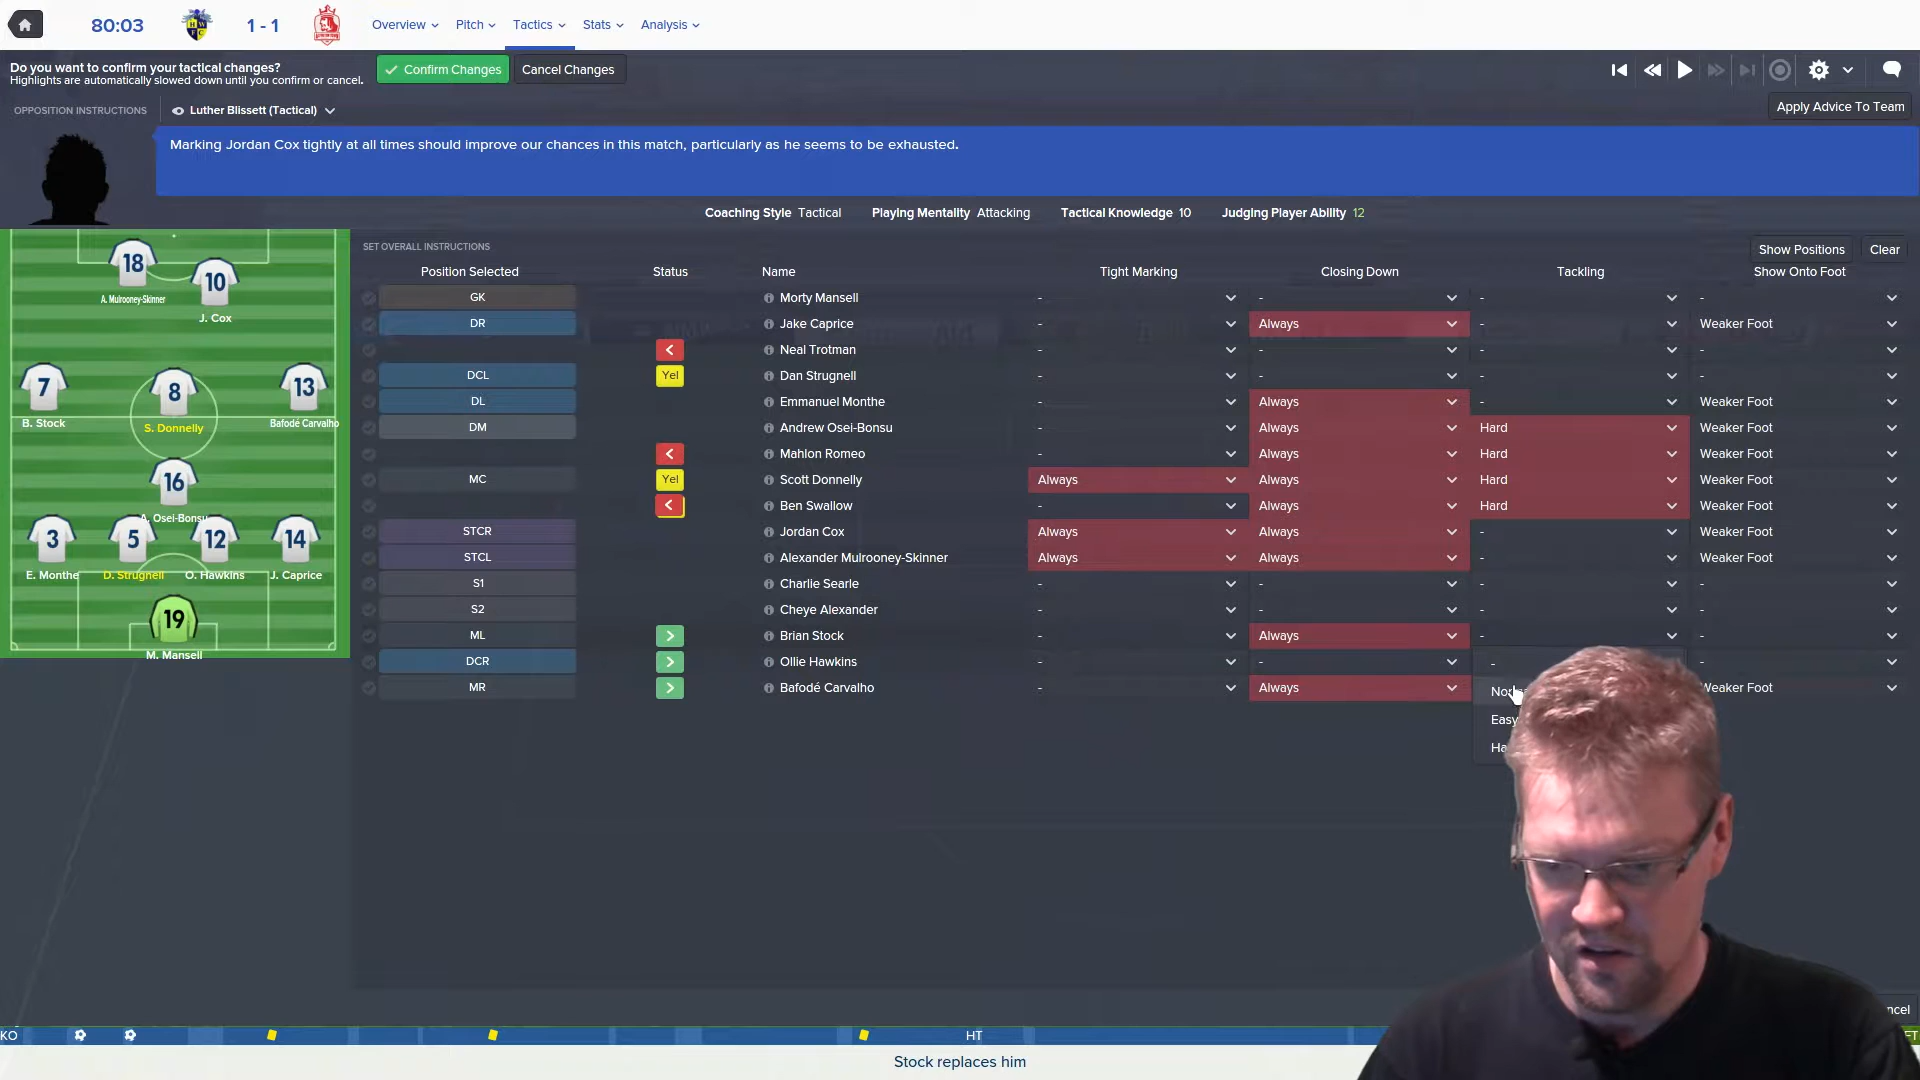 80:03 1 - 1 Overview Pitch Tactics Stats Analysis
Do you want to confirm your tactical changes?
Highlights are automatically slowed down until you confirm or cancel.
Confirm Changes Cancel Changes
OPPOSITION INSTRUCTIONS Luther Blissett (Tactical) Apply Advice To Team
Marking Jordan Cox tightly at all times should improve our chances in this match, particularly as he seems to be exhausted.
Coaching Style Tactical Playing Mentality Attacking Tactical Knowledge 10 Judging Player Ability 12
SET OVERALL INSTRUCTIONS Show Positions Clear
Position Selected Status Name Tight Marking Closing Down Tackling Show Onto Foot
GK Morty Mansell - - - -
DR Jake Caprice - Always - Weaker Foot
Neal Trotman - - - -
DCL Yel Dan Strugnell - - - -
DL Emmanuel Monthe - Always - Weaker Foot
DM Andrew Osei-Bonsu - Always Hard Weaker Foot
Mahlon Romeo - Always Hard Weaker Foot
MC Yel Scott Donnelly Always Always Hard Weaker Foot
Ben Swallow - Always Hard Weaker Foot
STCR Jordan Cox Always Always - Weaker Foot
STCL Alexander Mulrooney-Skinner Always Always - Weaker Foot
S1 Charlie Searle - - - -
S2 Cheye Alexander - - - -
ML Brian Stock - Always -
DCR Ollie Hawkins - - - -
MR Bafodé Carvalho - Always Weaker Foot
Easy
18
A. Mulrooney-Skinner
10
J. Cox
7
B. Stock
8
S. Donnelly
13
Bafodé Carvalho
16
A. Osei-Bonsu
3 5 12 14
E. Monthe D. Strugnell O. Hawkins J. Caprice
19
M. Mansell
KO HT FT
Stock replaces him